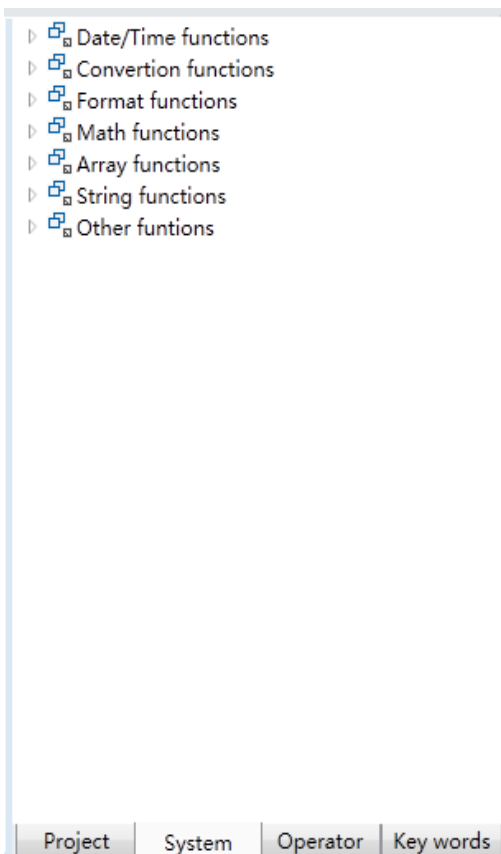 Date/Time functions
Convertion functions
Format functions
Math functions
Array functions
String functions
Other funtions
Project System Operator Key words